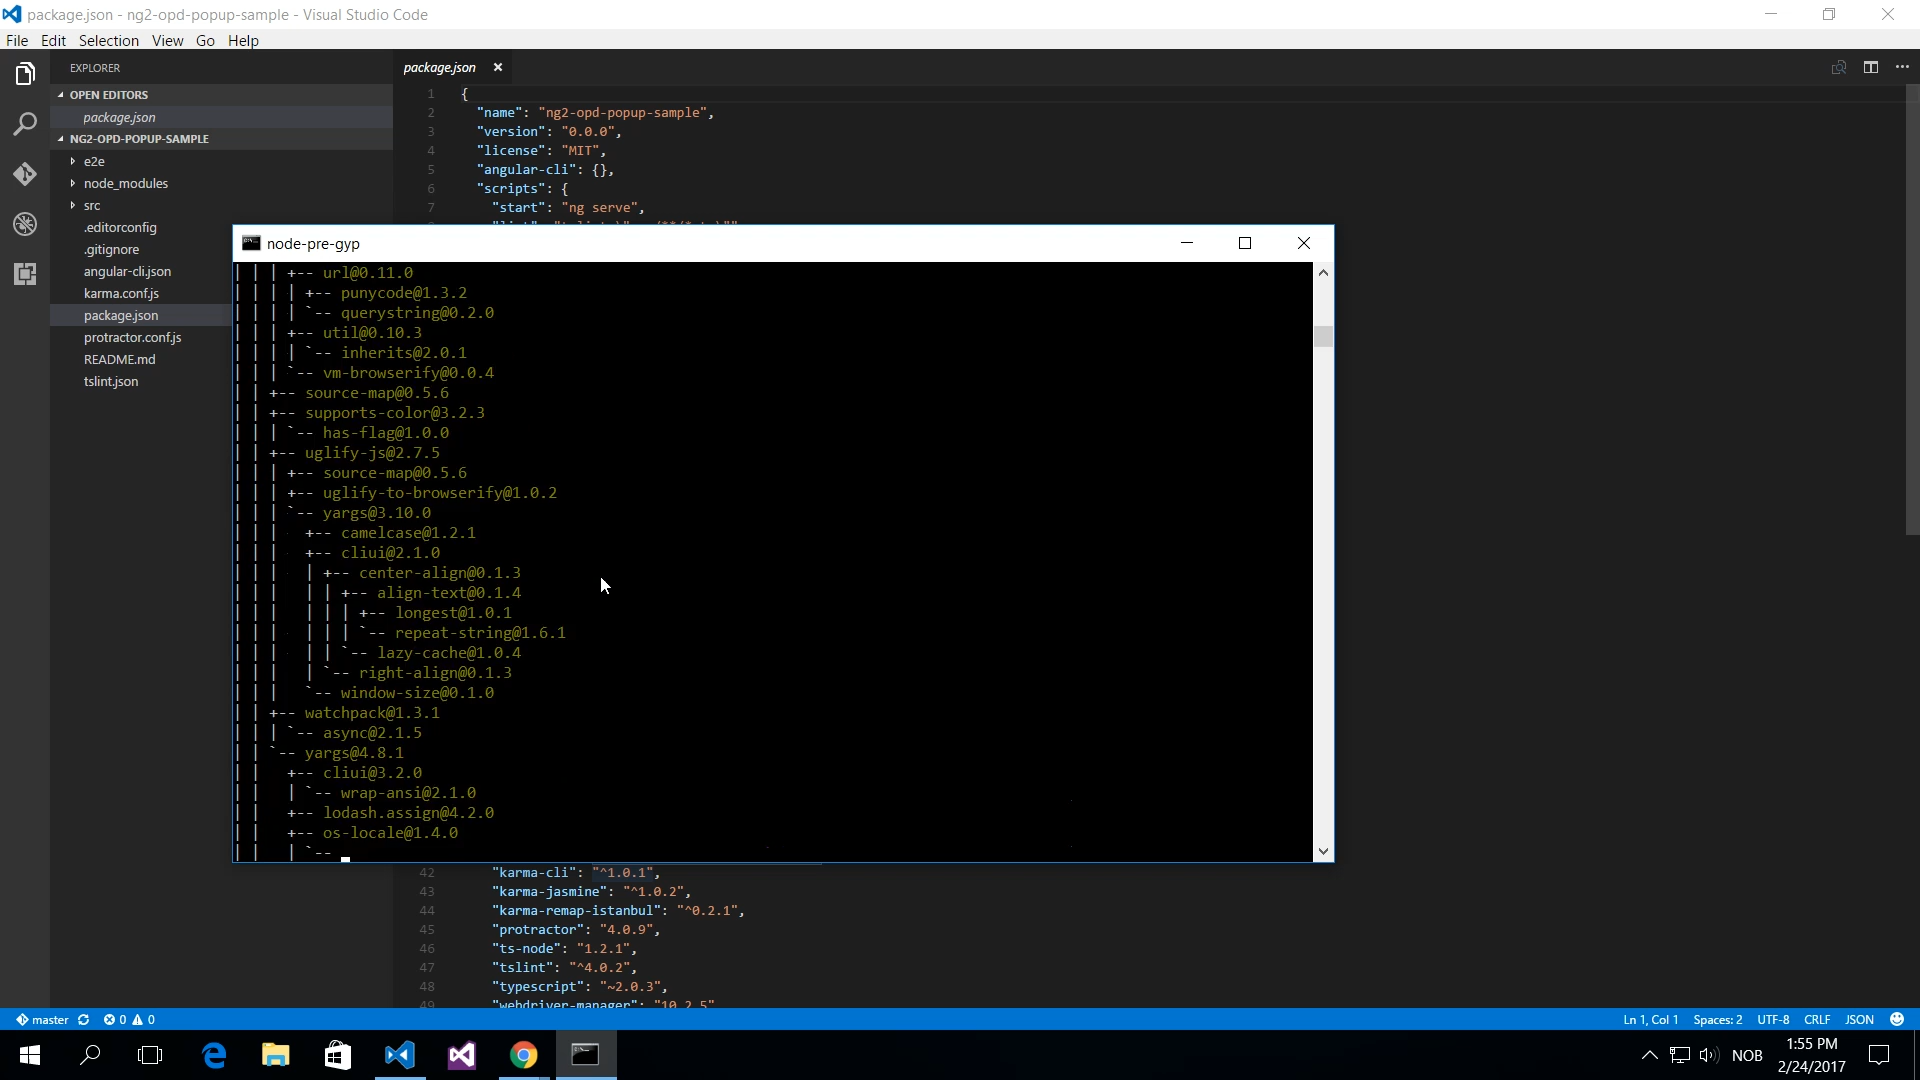 package.json - ng2-opd-popup-sample - Visual Studio Code
File Edit Selection View Go Help
EXPLORER
OPEN EDITORS
package.json
NG2-OPD-POPUP-SAMPLE
e2e
node_modules
src
.editorconfig
.gitignore
angular-cli.json
karma.conf.js
package.json
protractor.conf.js
README.md
tslint.json
package.json
1 {
2 "name": "ng2-opd-popup-sample",
3 "version": "0.0.0",
4 "license": "MIT",
5 "angular-cli": {},
6 "scripts": {
7 "start": "ng serve",
node-pre-gyp
| | | +-- url@0.11.0
| | | | +-- punycode@1.3.2
| | | | `-- querystring@0.2.0
| | | +-- util@0.10.3
| | | | `-- inherits@2.0.1
| | | `-- vm-browserify@0.0.4
| | +-- source-map@0.5.6
| | +-- supports-color@3.2.3
| | | `-- has-flag@1.0.0
| | +-- uglify-js@2.7.5
| | | +-- source-map@0.5.6
| | | +-- uglify-to-browserify@1.0.2
| | | `-- yargs@3.10.0
| | | +-- camelcase@1.2.1
| | | +-- cliui@2.1.0
| | | | +-- center-align@0.1.3
| | | | | +-- align-text@0.1.4
| | | | | | +-- longest@1.0.1
| | | | | | `-- repeat-string@1.6.1
| | | | | `-- lazy-cache@1.0.4
| | | | `-- right-align@0.1.3
| | | `-- window-size@0.1.0
| | +-- watchpack@1.3.1
| | | `-- async@2.1.5
| | `-- yargs@4.8.1
| | +-- cliui@3.2.0
| | | `-- wrap-ansi@2.1.0
| | +-- lodash.assign@4.2.0
| | +-- os-locale@1.4.0
| | | `--
42 "karma-cli": "^1.0.1",
43 "karma-jasmine": "^1.0.2",
44 "karma-remap-istanbul": "^0.2.1",
45 "protractor": "4.0.9",
46 "ts-node": "1.2.1",
47 "tslint": "^4.0.2",
48 "typescript": "~2.0.3",
49 "webdriver-manager": "10.2.5"
master 0 0
Ln 1, Col 1 Spaces: 2 UTF-8 CRLF JSON
NOB
1:55 PM
2/24/2017